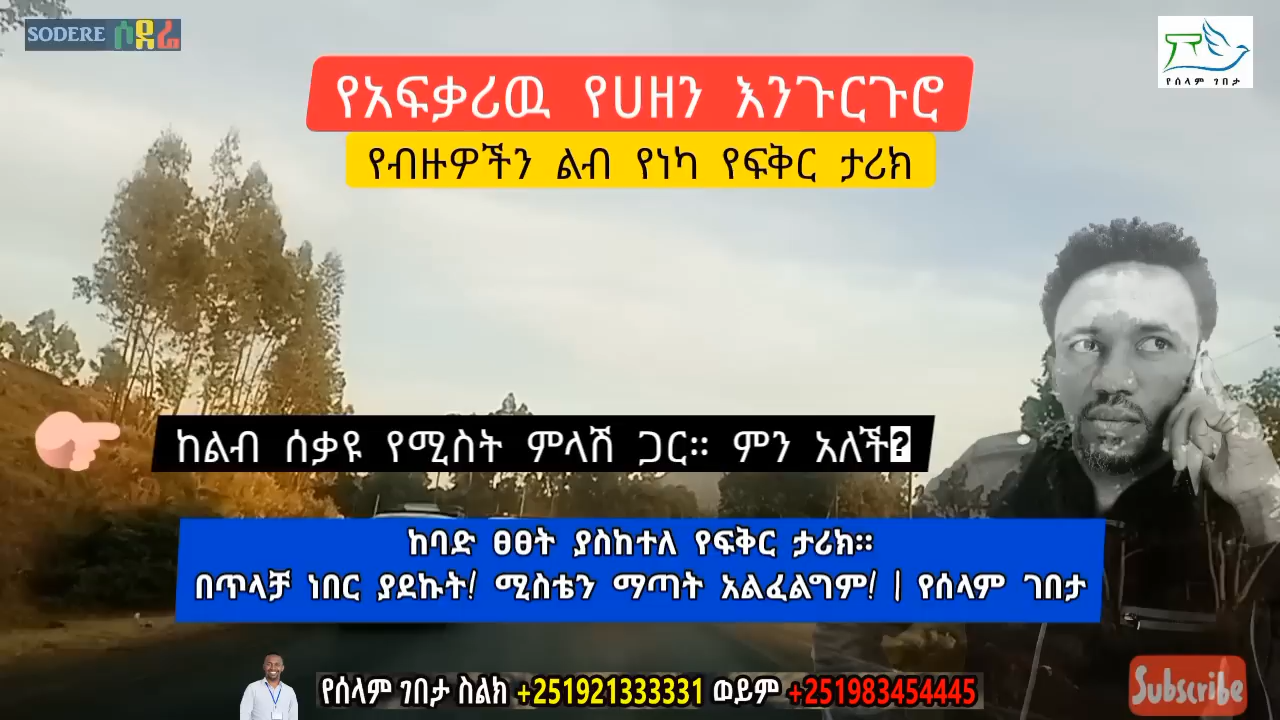 SODERE ሶደሬ
የሰላም ገበታ
የአፍቃሪዉ የሀዘን እንጉርጉሮ
የብዙዎችን ልብ የነካ የፍቅር ታሪክ
ከልብ ሰቃዩ የሚስት ምላሽ ጋር። ምን አለች
ከባድ ፀፀት ያስከተለ የፍቅር ታሪክ።
በጥላቻ ነበር ያደኩት! ሚስቴን ማጣት አልፈልግም! | የሰላም ገበታ
የሰላም ገበታ ስልክ +251921333331 ወይም +251983454445
Subscribe